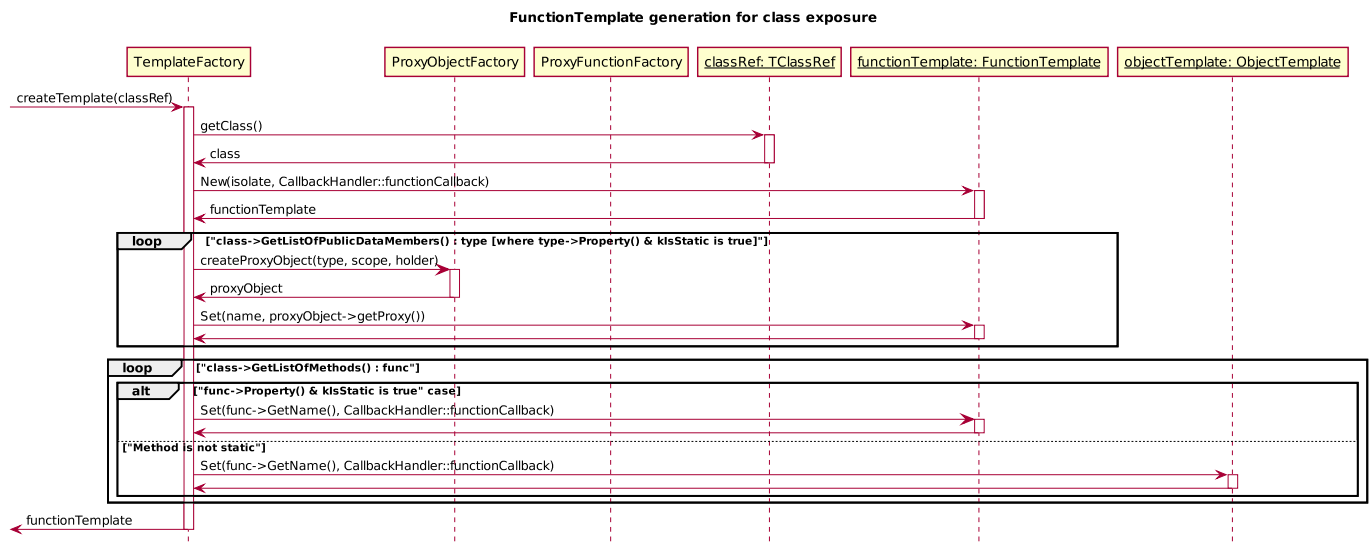 FunctionTemplate generation for class exposure
TemplateFactory
ProxyObjectFactory
ProxyFunctionFactory
classRef: TClassRef
functionTemplate: FunctionTemplate
objectTemplate: ObjectTemplate
createTemplate(classRef)
getClass()
class
New(isolate, CallbackHandler::functionCallback)
functionTemplate
loop ["class->GetListOfPublicDataMembers() : type [where type->Property() & kIsStatic is true]"]
createProxyObject(type, scope, holder)
proxyObject
Set(name, proxyObject->getProxy())
loop ["class->GetListOfMethods() : func"]
alt ["func->Property() & kIsStatic is true" case]
Set(func->GetName(), CallbackHandler::functionCallback)
["Method is not static"]
Set(func->GetName(), CallbackHandler::functionCallback)
functionTemplate